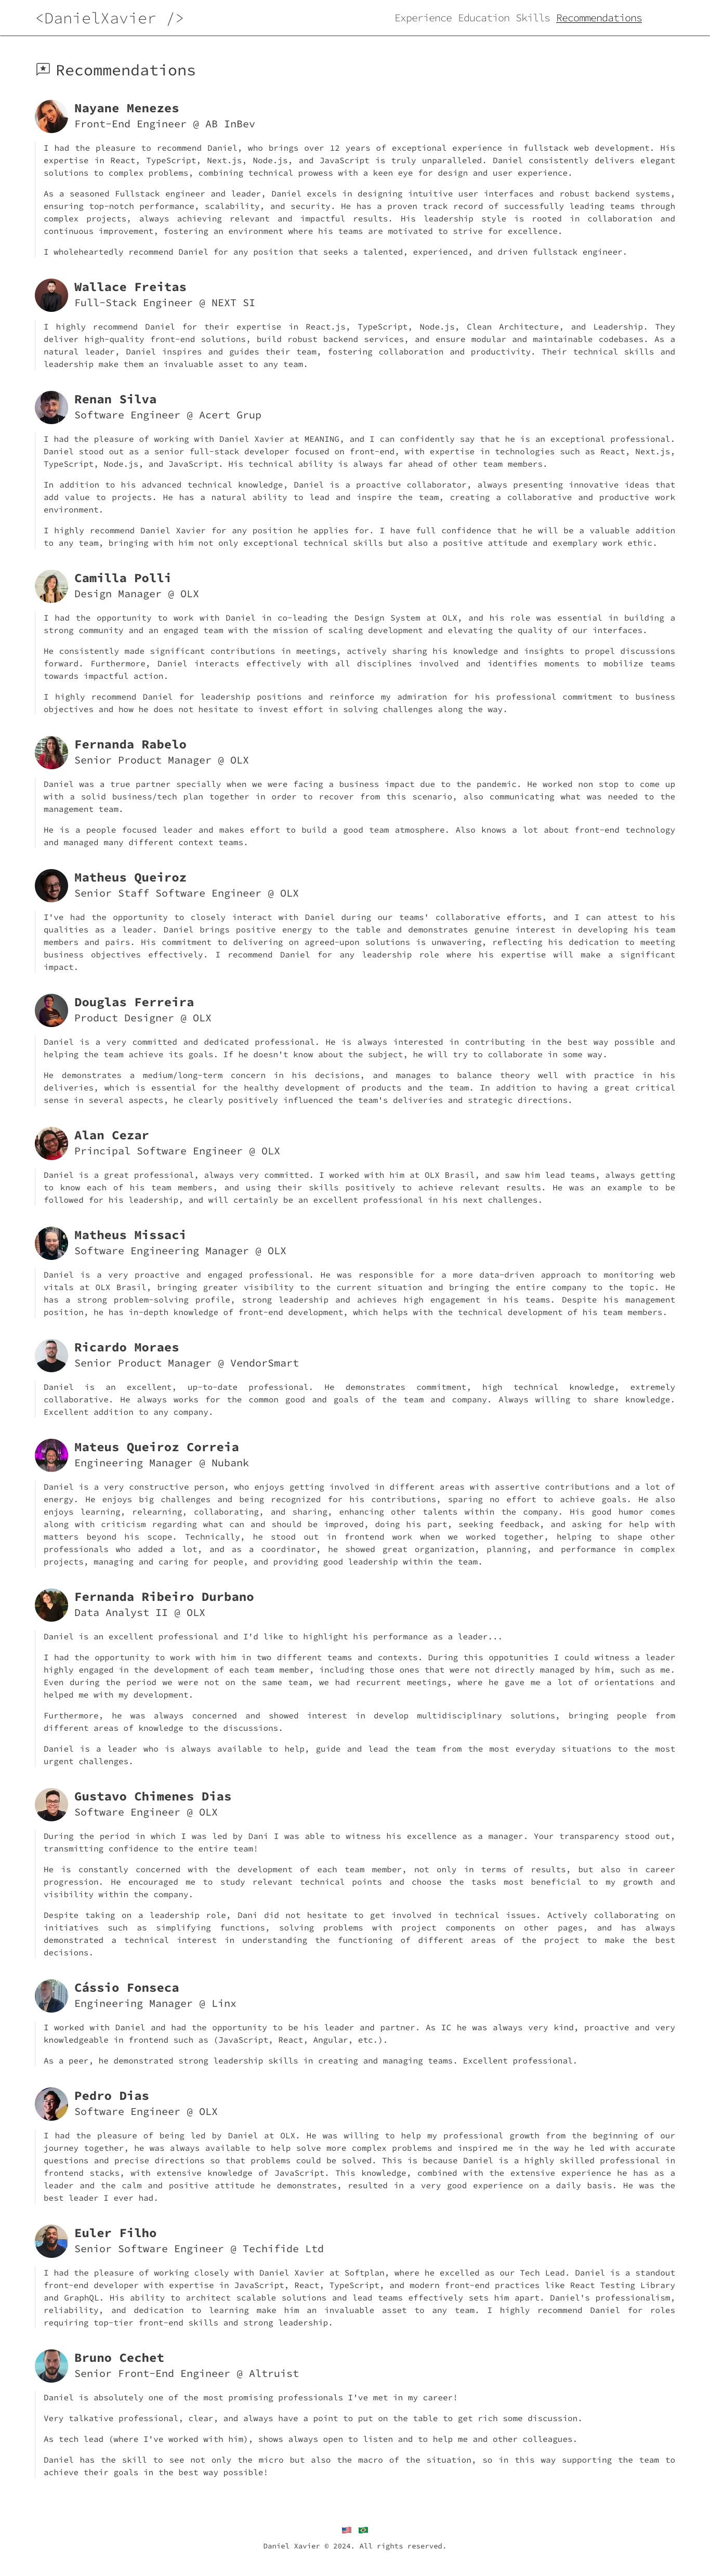 <DanielXavier />
Experience Education Skills Recommendations
Recommendations
Nayane Menezes
Front-End Engineer @ AB InBev
I had the pleasure to recommend Daniel, who brings over 12 years of exceptional experience in fullstack web development. His
expertise in React, TypeScript, Next.js, Node.js, and JavaScript is truly unparalleled. Daniel consistently delivers elegant
solutions to complex problems, combining technical prowess with a keen eye for design and user experience.
As a seasoned Fullstack engineer and leader, Daniel excels in designing intuitive user interfaces and robust backend systems,
ensuring top-notch performance, scalability, and security. He has a proven track record of successfully leading teams through
complex projects, always achieving relevant and impactful results. His leadership style is rooted in collaboration and
continuous improvement, fostering an environment where his teams are motivated to strive for excellence.
I wholeheartedly recommend Daniel for any position that seeks a talented, experienced, and driven fullstack engineer.
Wallace Freitas
Full-Stack Engineer @ NEXT SI
I highly recommend Daniel for their expertise in React.js, TypeScript, Node.js, Clean Architecture, and Leadership. They
deliver high-quality front-end solutions, build robust backend services, and ensure modular and maintainable codebases. As a
natural leader, Daniel inspires and guides their team, fostering collaboration and productivity. Their technical skills and
leadership make them an invaluable asset to any team.
Renan Silva
Software Engineer @ Acert Grup
I had the pleasure of working with Daniel Xavier at MEANING, and I can confidently say that he is an exceptional professional.
Daniel stood out as a senior full-stack developer focused on front-end, with expertise in technologies such as React, Next.js,
TypeScript, Node.js, and JavaScript. His technical ability is always far ahead of other team members.
In addition to his advanced technical knowledge, Daniel is a proactive collaborator, always presenting innovative ideas that
add value to projects. He has a natural ability to lead and inspire the team, creating a collaborative and productive work
environment.
I highly recommend Daniel Xavier for any position he applies for. I have full confidence that he will be a valuable addition
to any team, bringing with him not only exceptional technical skills but also a positive attitude and exemplary work ethic.
Camilla Polli
Design Manager @ OLX
I had the opportunity to work with Daniel in co-leading the Design System at OLX, and his role was essential in building a
strong community and an engaged team with the mission of scaling development and elevating the quality of our interfaces.
He consistently made significant contributions in meetings, actively sharing his knowledge and insights to propel discussions
forward. Furthermore, Daniel interacts effectively with all disciplines involved and identifies moments to mobilize teams
towards impactful action.
I highly recommend Daniel for leadership positions and reinforce my admiration for his professional commitment to business
objectives and how he does not hesitate to invest effort in solving challenges along the way.
Fernanda Rabelo
Senior Product Manager @ OLX
Daniel was a true partner specially when we were facing a business impact due to the pandemic. He worked non stop to come up
with a solid business/tech plan together in order to recover from this scenario, also communicating what was needed to the
management team.
He is a people focused leader and makes effort to build a good team atmosphere. Also knows a lot about front-end technology
and managed many different context teams.
Matheus Queiroz
Senior Staff Software Engineer @ OLX
I've had the opportunity to closely interact with Daniel during our teams' collaborative efforts, and I can attest to his
qualities as a leader. Daniel brings positive energy to the table and demonstrates genuine interest in developing his team
members and pairs. His commitment to delivering on agreed-upon solutions is unwavering, reflecting his dedication to meeting
business objectives effectively. I recommend Daniel for any leadership role where his expertise will make a significant
impact.
Douglas Ferreira
Product Designer @ OLX
Daniel is a very committed and dedicated professional. He is always interested in contributing in the best way possible and
helping the team achieve its goals. If he doesn't know about the subject, he will try to collaborate in some way.
He demonstrates a medium/long-term concern in his decisions, and manages to balance theory well with practice in his
deliveries, which is essential for the healthy development of products and the team. In addition to having a great critical
sense in several aspects, he clearly positively influenced the team's deliveries and strategic directions.
Alan Cezar
Principal Software Engineer @ OLX
Daniel is a great professional, always very committed. I worked with him at OLX Brasil, and saw him lead teams, always getting
to know each of his team members, and using their skills positively to achieve relevant results. He was an example to be
followed for his leadership, and will certainly be an excellent professional in his next challenges.
Matheus Missaci
Software Engineering Manager @ OLX
Daniel is a very proactive and engaged professional. He was responsible for a more data-driven approach to monitoring web
vitals at OLX Brasil, bringing greater visibility to the current situation and bringing the entire company to the topic. He
has a strong problem-solving profile, strong leadership and achieves high engagement in his teams. Despite his management
position, he has in-depth knowledge of front-end development, which helps with the technical development of his team members.
Ricardo Moraes
Senior Product Manager @ VendorSmart
Daniel is an excellent, up-to-date professional. He demonstrates commitment, high technical knowledge, extremely
collaborative. He always works for the common good and goals of the team and company. Always willing to share knowledge.
Excellent addition to any company.
Mateus Queiroz Correia
Engineering Manager @ Nubank
Daniel is a very constructive person, who enjoys getting involved in different areas with assertive contributions and a lot of
energy. He enjoys big challenges and being recognized for his contributions, sparing no effort to achieve goals. He also
enjoys learning, relearning, collaborating, and sharing, enhancing other talents within the company. His good humor comes
along with criticism regarding what can and should be improved, doing his part, seeking feedback, and asking for help with
matters beyond his scope. Technically, he stood out in frontend work when we worked together, helping to shape other
professionals who added a lot, and as a coordinator, he showed great organization, planning, and performance in complex
projects, managing and caring for people, and providing good leadership within the team.
Fernanda Ribeiro Durbano
Data Analyst II @ OLX
Daniel is an excellent professional and I'd like to highlight his performance as a leader...
I had the opportunity to work with him in two different teams and contexts. During this oppotunities I could witness a leader
highly engaged in the development of each team member, including those ones that were not directly managed by him, such as me.
Even during the period we were not on the same team, we had recurrent meetings, where he gave me a lot of orientations and
helped me with my development.
Furthermore, he was always concerned and showed interest in develop multidisciplinary solutions, bringing people from
different areas of knowledge to the discussions.
Daniel is a leader who is always available to help, guide and lead the team from the most everyday situations to the most
urgent challenges.
Gustavo Chimenes Dias
Software Engineer @ OLX
During the period in which I was led by Dani I was able to witness his excellence as a manager. Your transparency stood out,
transmitting confidence to the entire team!
He is constantly concerned with the development of each team member, not only in terms of results, but also in career
progression. He encouraged me to study relevant technical points and choose the tasks most beneficial to my growth and
visibility within the company.
Despite taking on a leadership role, Dani did not hesitate to get involved in technical issues. Actively collaborating on
initiatives such as simplifying functions, solving problems with project components on other pages, and has always
demonstrated a technical interest in understanding the functioning of different areas of the project to make the best
decisions.
Cássio Fonseca
Engineering Manager @ Linx
I worked with Daniel and had the opportunity to be his leader and partner. As IC he was always very kind, proactive and very
knowledgeable in frontend such as (JavaScript, React, Angular, etc.).
As a peer, he demonstrated strong leadership skills in creating and managing teams. Excellent professional.
Pedro Dias
Software Engineer @ OLX
I had the pleasure of being led by Daniel at OLX. He was willing to help my professional growth from the beginning of our
journey together, he was always available to help solve more complex problems and inspired me in the way he led with accurate
questions and precise directions so that problems could be solved. This is because Daniel is a highly skilled professional in
frontend stacks, with extensive knowledge of JavaScript. This knowledge, combined with the extensive experience he has as a
leader and the calm and positive attitude he demonstrates, resulted in a very good experience on a daily basis. He was the
best leader I ever had.
Euler Filho
Senior Software Engineer @ Techifide Ltd
I had the pleasure of working closely with Daniel Xavier at Softplan, where he excelled as our Tech Lead. Daniel is a standout
front-end developer with expertise in JavaScript, React, TypeScript, and modern front-end practices like React Testing Library
and GraphQL. His ability to architect scalable solutions and lead teams effectively sets him apart. Daniel's professionalism,
reliability, and dedication to learning make him an invaluable asset to any team. I highly recommend Daniel for roles
requiring top-tier front-end skills and strong leadership.
Bruno Cechet
Senior Front-End Engineer @ Altruist
Daniel is absolutely one of the most promising professionals I've met in my career!
Very talkative professional, clear, and always have a point to put on the table to get rich some discussion.
As tech lead (where I've worked with him), shows always open to listen and to help me and other colleagues.
Daniel has the skill to see not only the micro but also the macro of the situation, so in this way supporting the team to
achieve their goals in the best way possible!
Daniel Xavier © 2024. All rights reserved.